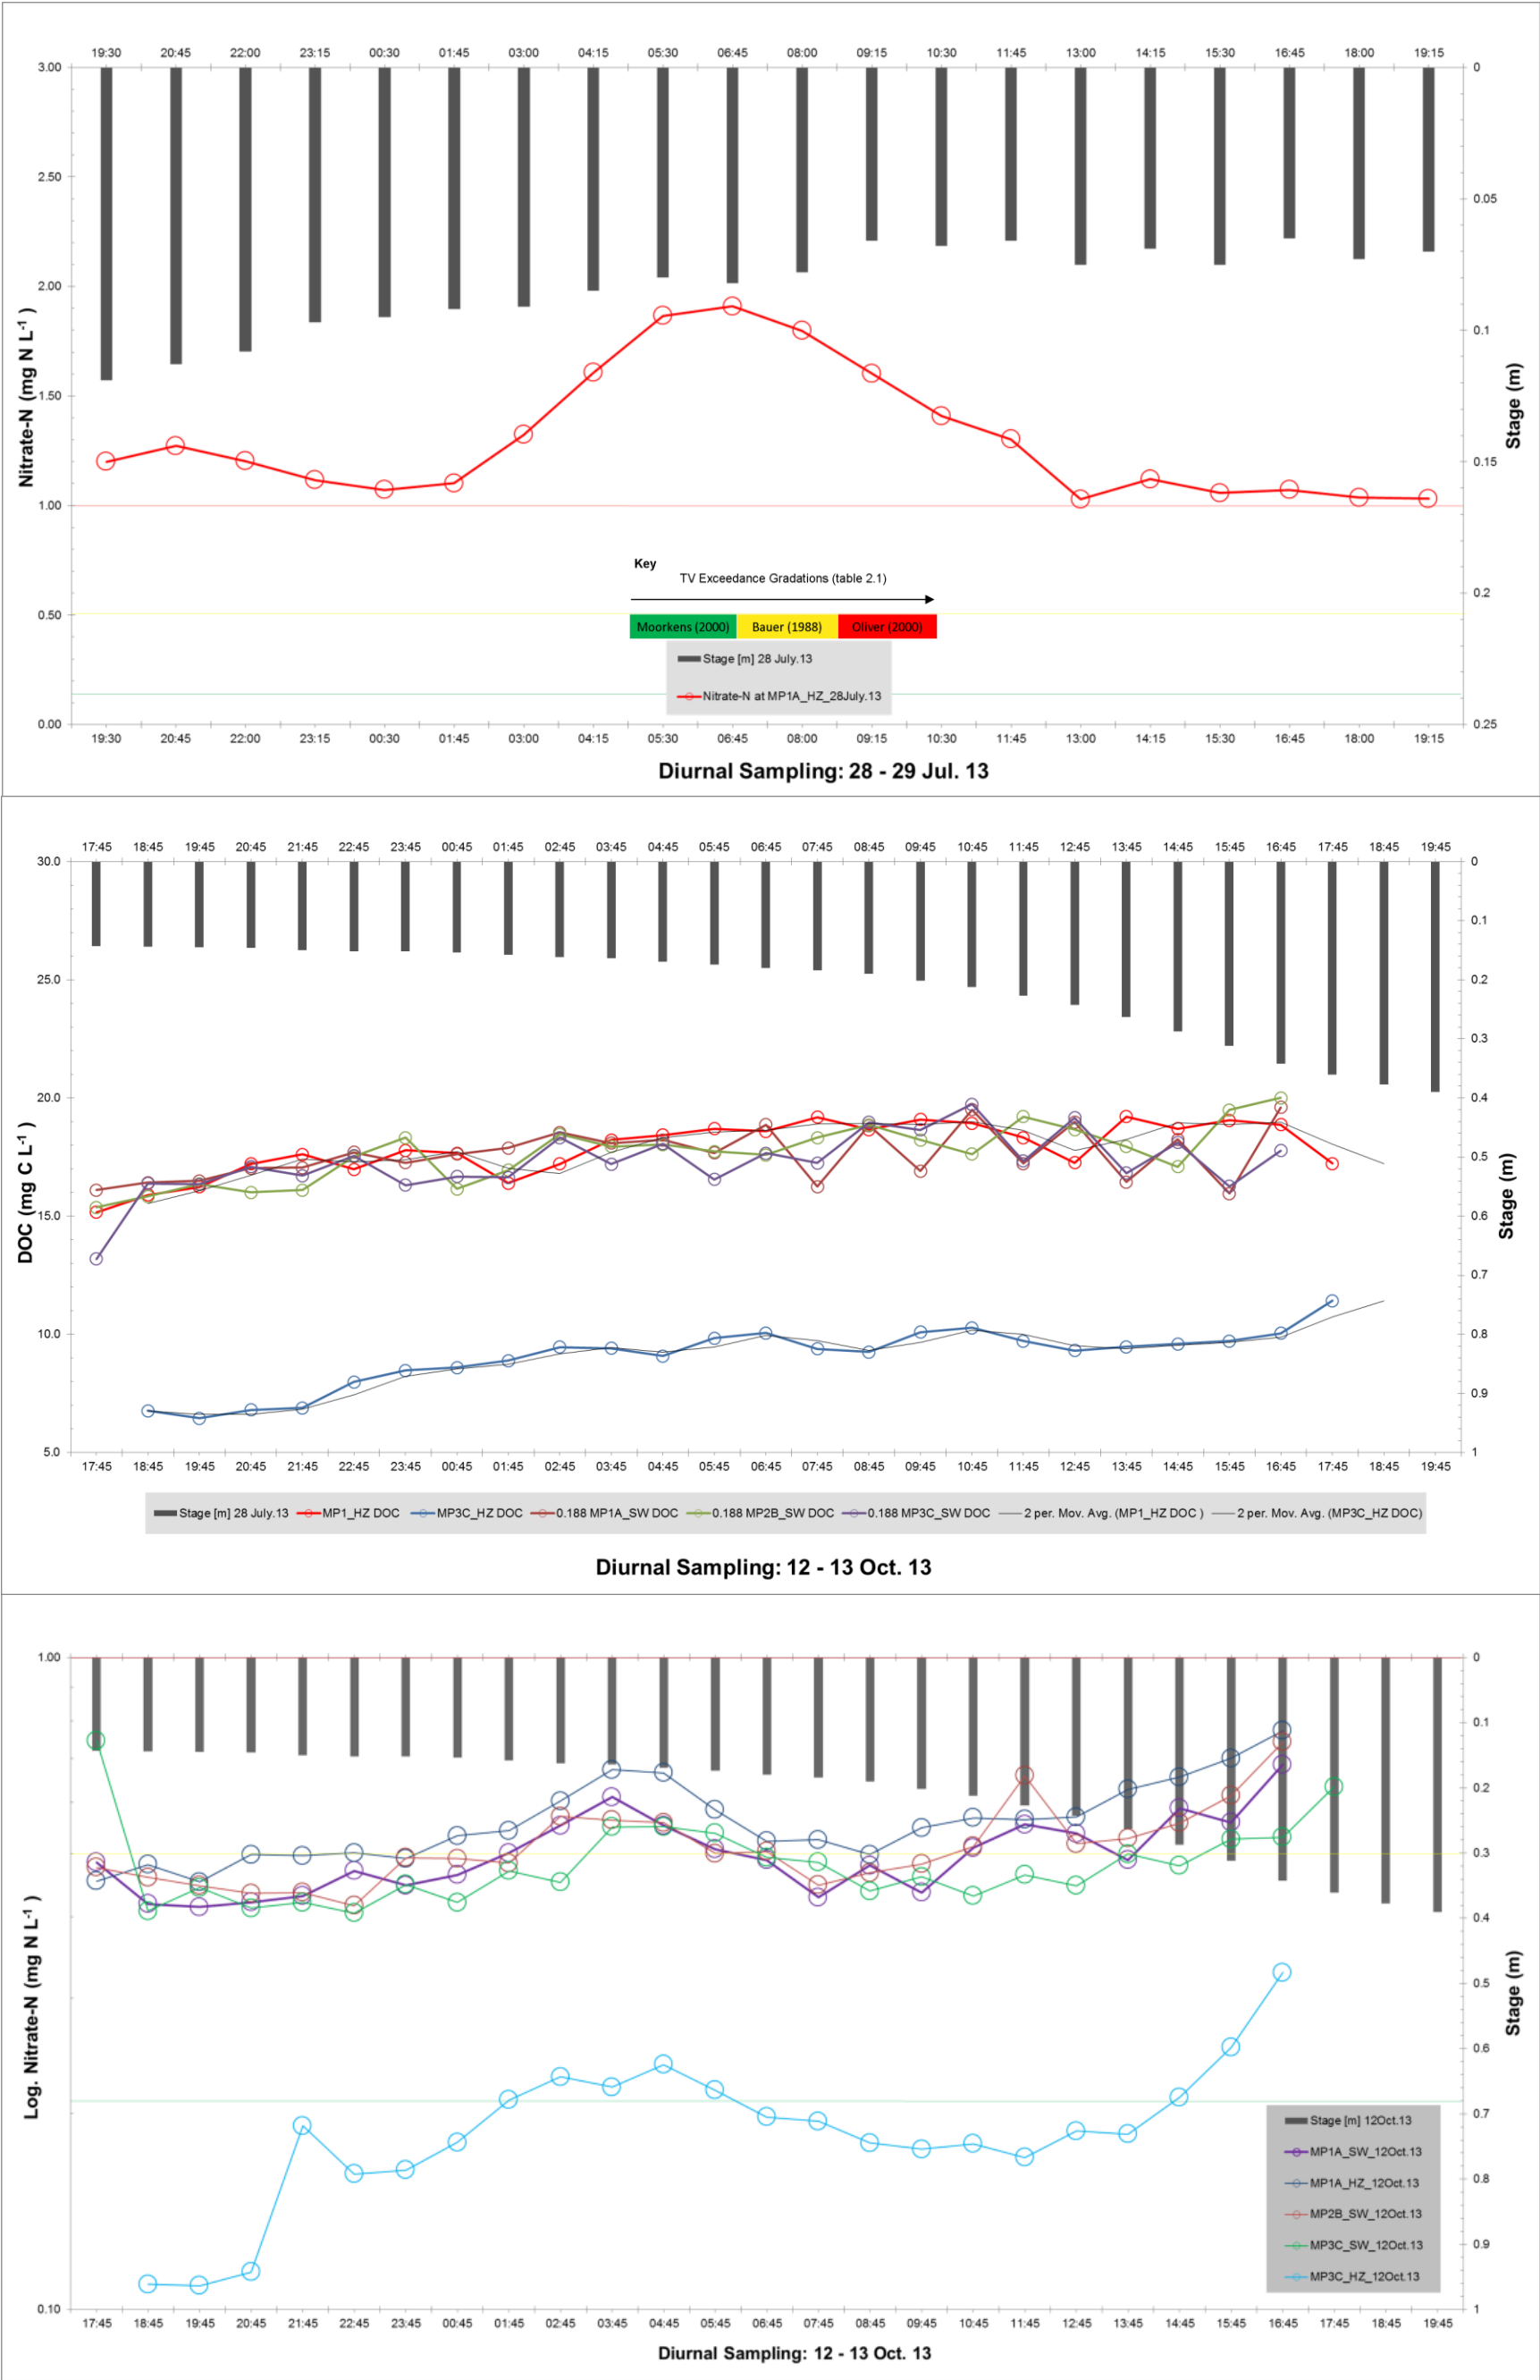 19:30 20:45 22:00 23:15 00:30 01:45 03:00 04:15 05:30 06:45 08:00 09:15 10:30 11:45 13:00 14:15 15:30 16:45 18:00 19:15
3.00
2.50
2.00
1.50
1.00
0.50
0.00
Nitrate-N (mg N L-1 )
0
0.05
0.1
0.15
0.2
0.25
Stage (m)
Key
TV Exceedance Gradations (table 2.1)
Moorkens (2000) Bauer (1988) Oliver (2000)
Stage [m] 28 July.13
Nitrate-N at MP1A_HZ_28July.13
19:30 20:45 22:00 23:15 00:30 01:45 03:00 04:15 05:30 06:45 08:00 09:15 10:30 11:45 13:00 14:15 15:30 16:45 18:00 19:15
Diurnal Sampling: 28 - 29 Jul. 13
17:45 18:45 19:45 20:45 21:45 22:45 23:45 00:45 01:45 02:45 03:45 04:45 05:45 06:45 07:45 08:45 09:45 10:45 11:45 12:45 13:45 14:45 15:45 16:45 17:45 18:45 19:45
30.0
25.0
20.0
15.0
10.0
5.0
DOC (mg C L-1)
0
0.1
0.2
0.3
0.4
0.5
0.6
0.7
0.8
0.9
1
Stage (m)
17:45 18:45 19:45 20:45 21:45 22:45 23:45 00:45 01:45 02:45 03:45 04:45 05:45 06:45 07:45 08:45 09:45 10:45 11:45 12:45 13:45 14:45 15:45 16:45 17:45 18:45 19:45
Stage [m] 28 July.13 MP1_HZ DOC MP3C_HZ DOC 0.188 MP1A_SW DOC 0.188 MP2B_SW DOC 0.188 MP3C_SW DOC 2 per. Mov. Avg. (MP1_HZ DOC ) 2 per. Mov. Avg. (MP3C_HZ DOC)
Diurnal Sampling: 12 - 13 Oct. 13
1.00
0.10
Log. Nitrate-N (mg N L-1 )
0
0.1
0.2
0.3
0.4
0.5
0.6
0.7
0.8
0.9
1
Stage (m)
Stage [m] 12Oct.13
MP1A_SW_12Oct.13
MP1A_HZ_12Oct.13
MP2B_SW_12Oct.13
MP3C_SW_12Oct.13
MP3C_HZ_12Oct.13
17:45 18:45 19:45 20:45 21:45 22:45 23:45 00:45 01:45 02:45 03:45 04:45 05:45 06:45 07:45 08:45 09:45 10:45 11:45 12:45 13:45 14:45 15:45 16:45 17:45 18:45 19:45
Diurnal Sampling: 12 - 13 Oct. 13